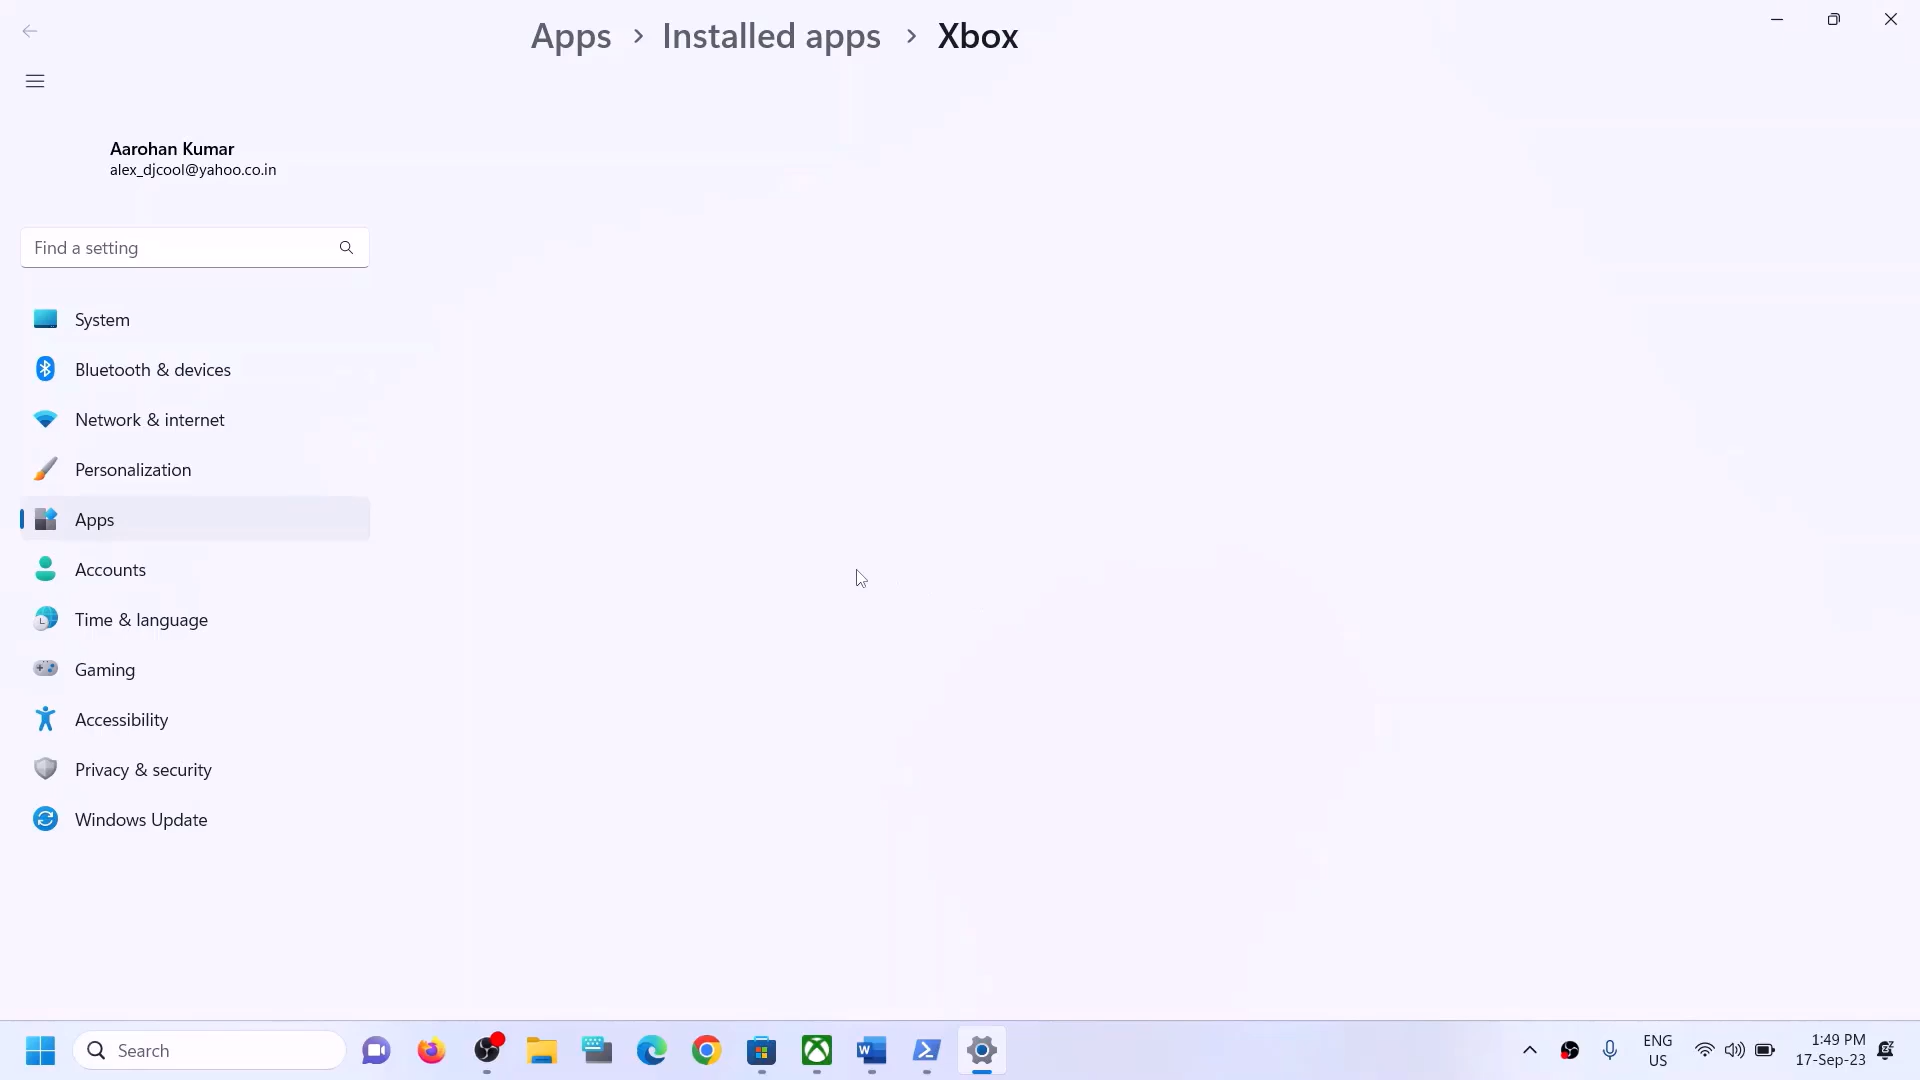 Apps > Installed apps > Xbox
Aarohan Kumar
alex_djcool@yahoo.co.in
Find a setting
System
Bluetooth & devices
Network & internet
Personalization
Apps
Accounts
Time & language
Gaming
Accessibility
Privacy & security
Windows Update
Search
ENG
US
1:49 PM
17-Sep-23